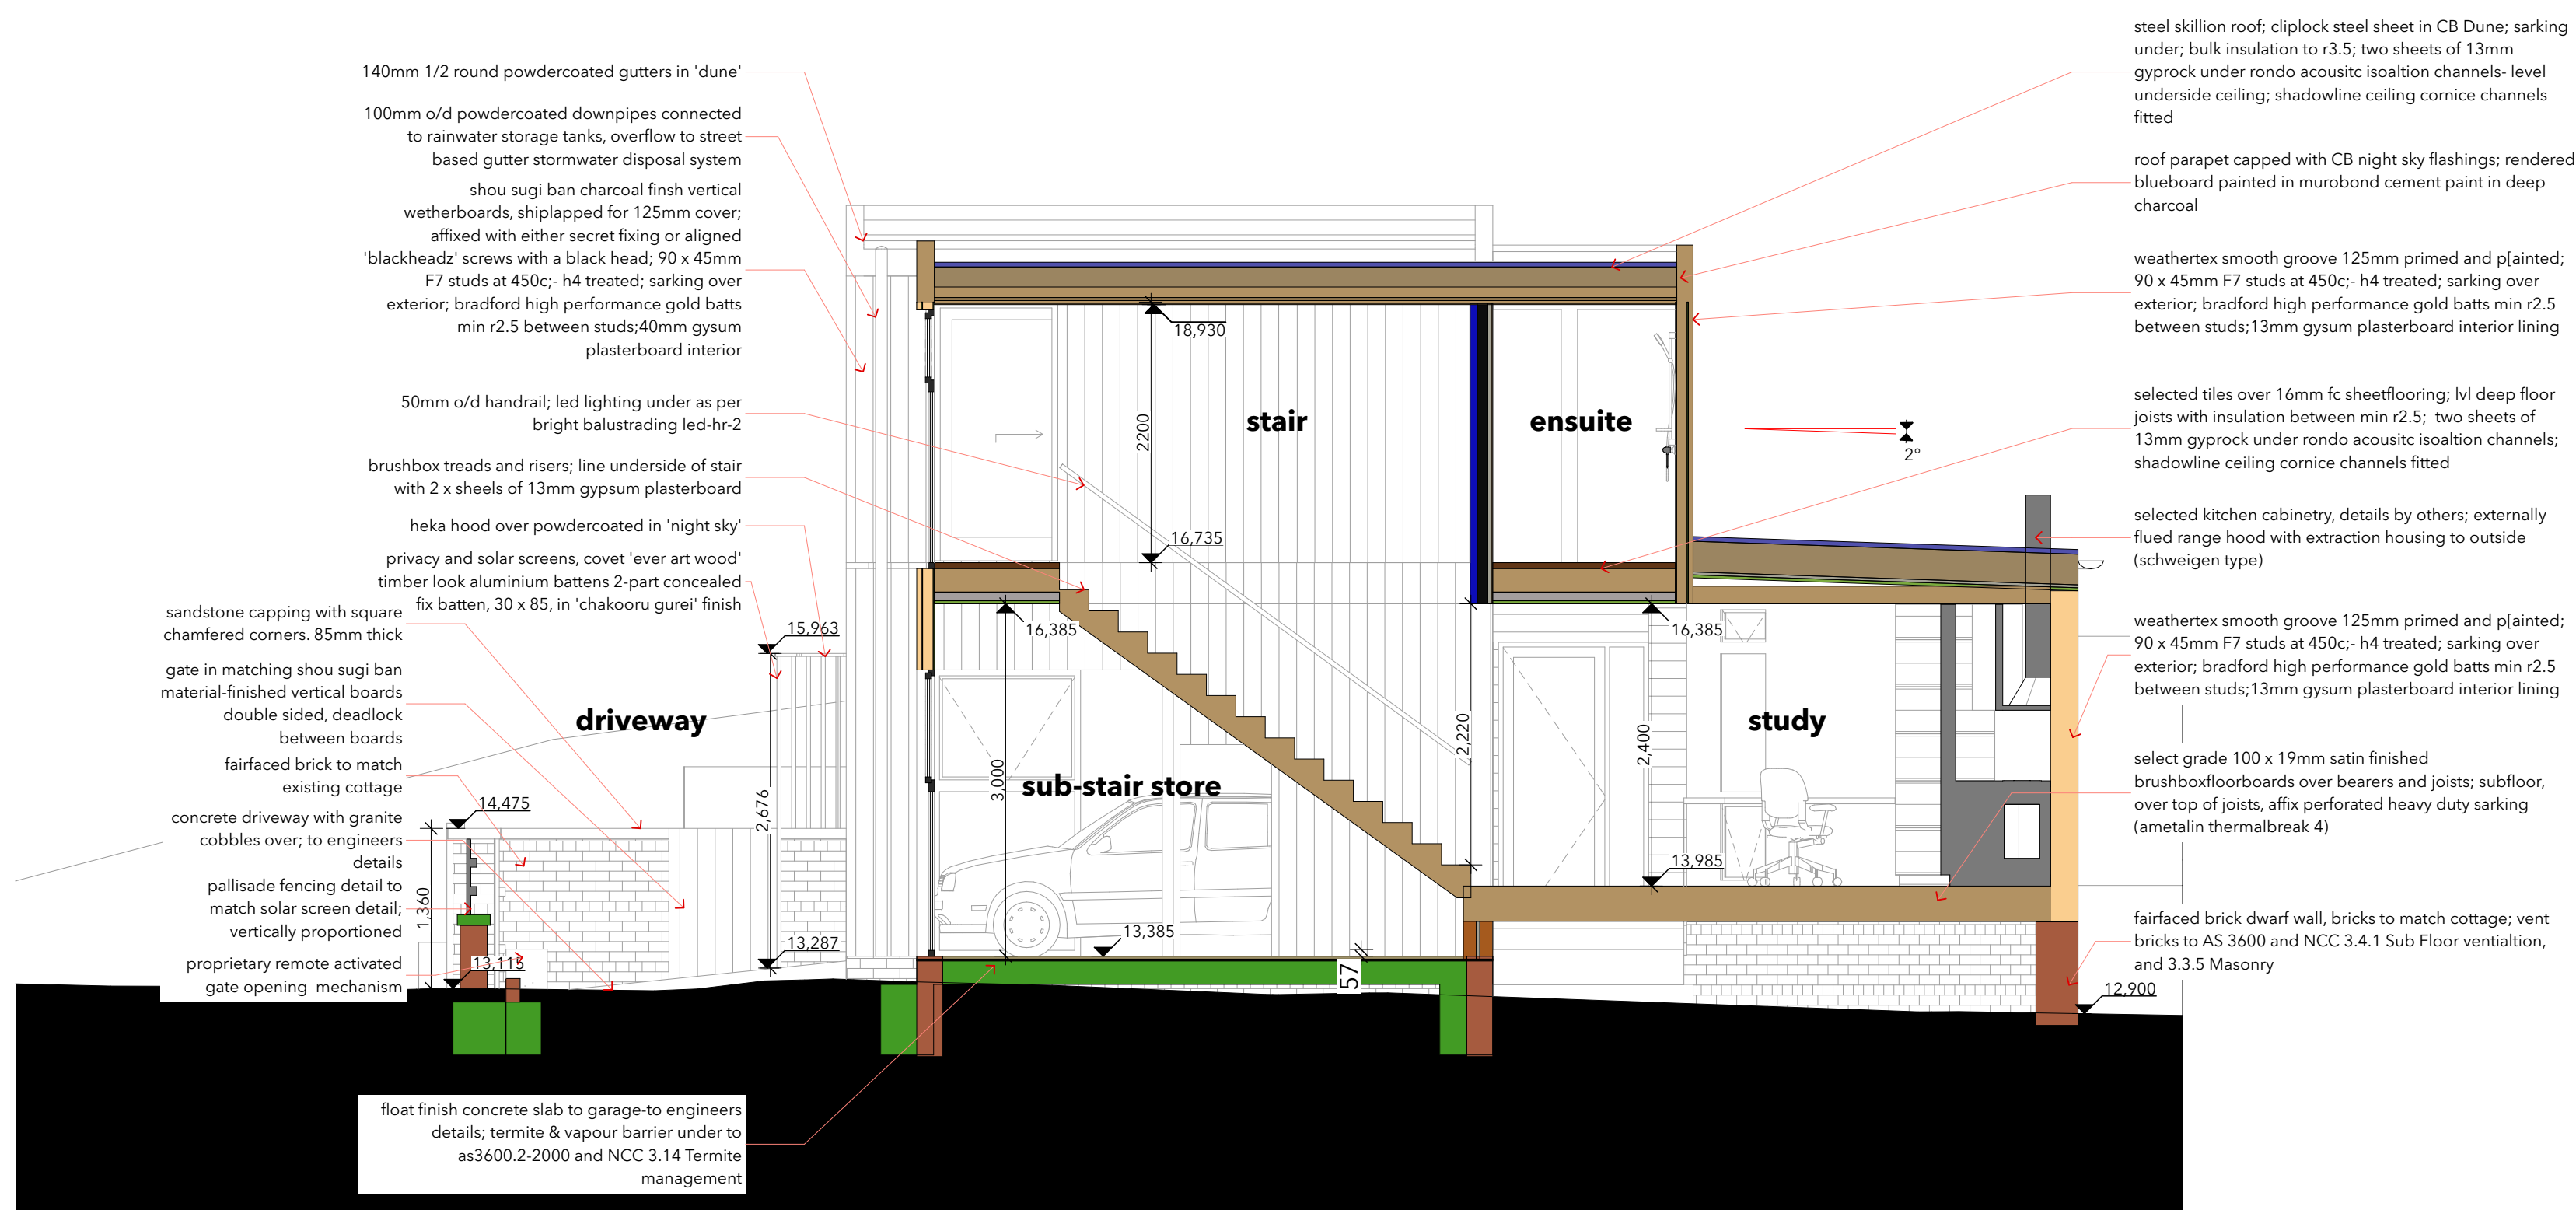 140mm 1/2 round powdercoated gutters in 'dune'
100mm o/d powdercoated downpipes connected
to rainwater storage tanks, overflow to street
based gutter stormwater disposal system
shou sugi ban charcoal finsh vertical
wetherboards, shiplapped for 125mm cover;
affixed with either secret fixing or aligned
'blackheadz' screws with a black head; 90 x 45mm
F7 studs at 450c;- h4 treated; sarking over
exterior; bradford high performance gold batts
min r2.5 between studs;40mm gysum
plasterboard interior
50mm o/d handrail; led lighting under as per
bright balustrading led-hr-2
brushbox treads and risers; line underside of stair
with 2 x sheels of 13mm gypsum plasterboard
heka hood over powdercoated in 'night sky'
privacy and solar screens, covet 'ever art wood'
timber look aluminium battens 2-part concealed
fix batten, 30 x 85, in 'chakooru gurei' finish
sandstone capping with square
chamfered corners. 85mm thick
gate in matching shou sugi ban
material-finished vertical boards
double sided, deadlock
between boards
fairfaced brick to match
existing cottage
concrete driveway with granite
cobbles over; to engineers
details
pallisade fencing detail to
match solar screen detail;
vertically proportioned
proprietary remote activated
gate opening mechanism
float finish concrete slab to garage-to engineers
details; termite & vapour barrier under to
as3600.2-2000 and NCC 3.14 Termite
management
driveway
stair
ensuite
sub-stair store
study
18,930
2200
16,735
16,385
16,385
15,963
14,475
2,676
1,360
13,287
13,115
3,000
13,385
57
2,220
2,400
13,985
12,900
2°
steel skillion roof; cliplock steel sheet in CB Dune; sarking
under; bulk insulation to r3.5; two sheets of 13mm
gyprock under rondo acousitc isoaltion channels- level
underside ceiling; shadowline ceiling cornice channels
fitted
roof parapet capped with CB night sky flashings; rendered
blueboard painted in murobond cement paint in deep
charcoal
weathertex smooth groove 125mm primed and p[ainted;
90 x 45mm F7 studs at 450c;- h4 treated; sarking over
exterior; bradford high performance gold batts min r2.5
between studs;13mm gysum plasterboard interior lining
selected tiles over 16mm fc sheetflooring; lvl deep floor
joists with insulation between min r2.5; two sheets of
13mm gyprock under rondo acousitc isoaltion channels;
shadowline ceiling cornice channels fitted
selected kitchen cabinetry, details by others; externally
flued range hood with extraction housing to outside
(schweigen type)
weathertex smooth groove 125mm primed and p[ainted;
90 x 45mm F7 studs at 450c;- h4 treated; sarking over
exterior; bradford high performance gold batts min r2.5
between studs;13mm gysum plasterboard interior lining
select grade 100 x 19mm satin finished
brushboxfloorboards over bearers and joists; subfloor,
over top of joists, affix perforated heavy duty sarking
(ametalin thermalbreak 4)
fairfaced brick dwarf wall, bricks to match cottage; vent
bricks to AS 3600 and NCC 3.4.1 Sub Floor ventialtion,
and 3.3.5 Masonry